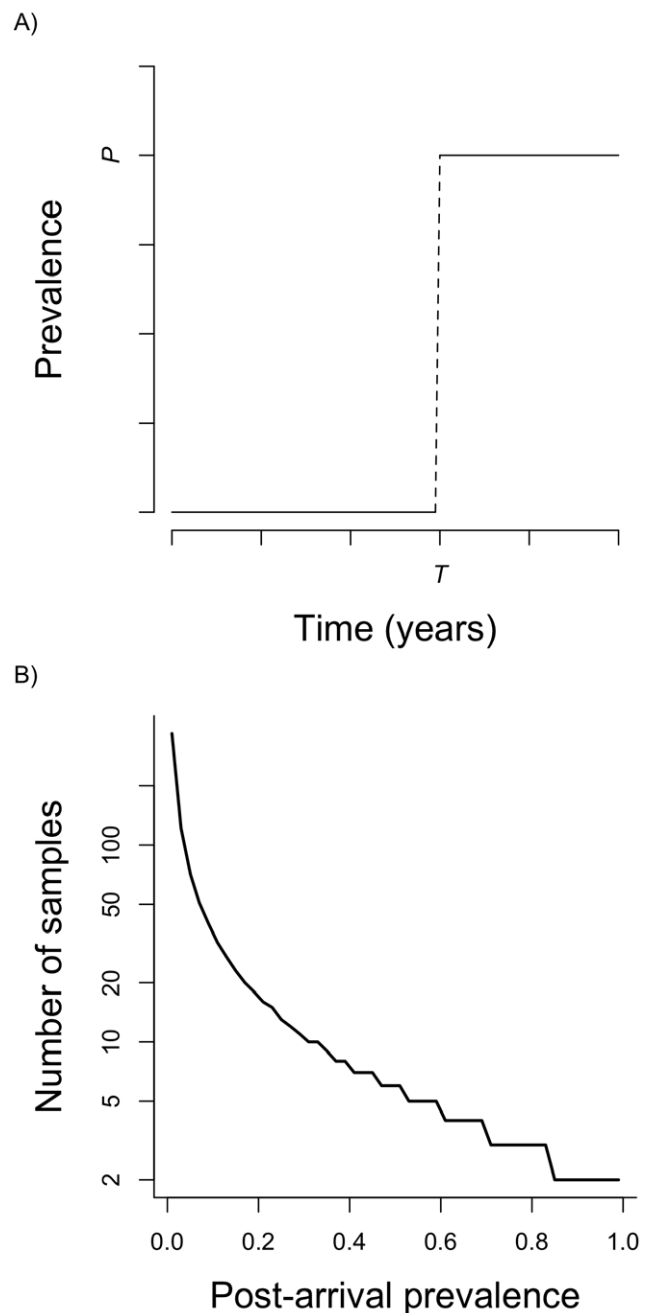 A)
P
Prevalence
T
Time (years)
B)
100
50
20
10
5
2
Number of samples
0.0 0.2 0.4 0.6 0.8 1.0
Post-arrival prevalence